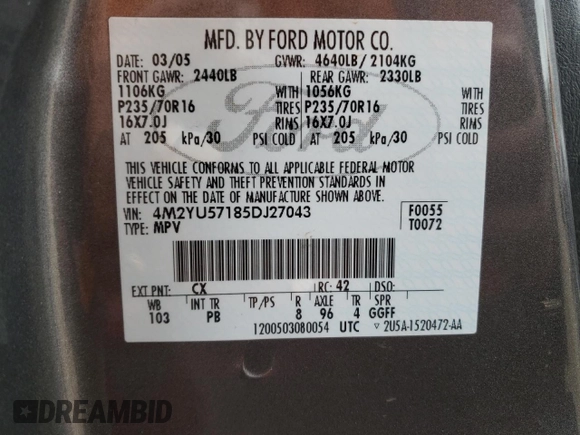 MFD. BY FORD MOTOR CO.
DATE: 03/05 GVWR: 4640LB/2104KG
FRONT GAWR: 2440LB REAR GAWR: 2330LB
1106KG WITH 1056KG WITH
P235/70R16 TIRES P235/70R16 TIRES
16X7.0J RIMS 16X7.0J RIMS
AT 205 kPa/30 PSI COLD AT 205 kPa/30 PSI COLD
Ford
THIS VEHICLE CONFORMS TO ALL APPLICABLE FEDERAL MOTOR
VEHICLE SAFETY AND THEFT PREVENTION STANDARDS IN
EFFECT ON THE DATE OF MANUFACTURE SHOWN ABOVE.
VIN: 4M2YU57185DJ27043 F0055
TYPE: MPV T0072
EXT PNT: CX RC: 42 DSO:
WB INT TR TP/PS R AXLE TR SPR
103 PB 8 96 4 GGFF
1200503080054 UTC 2U5A-1520472-AA
DREAMBID